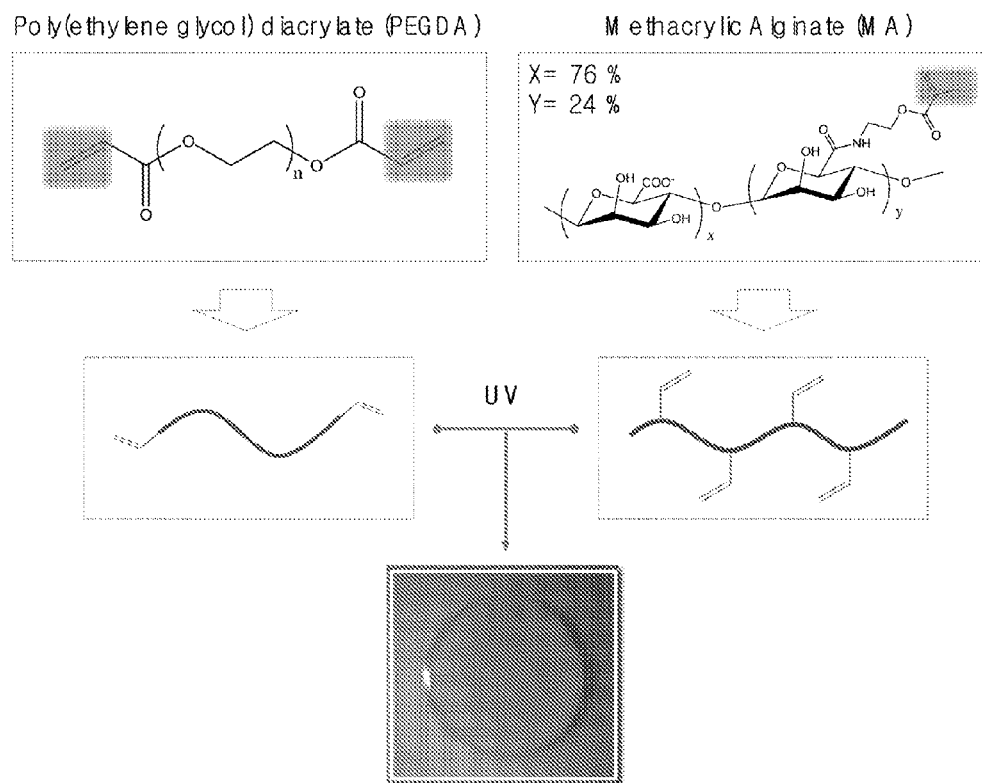 Poly(ethylene glycol) diacrylate (PEGDA)
Methacrylic Alginate (MA)
X= 76 %
Y= 24 %
O
O
O
n
O
O
O
O
O
NH
OH
COO-
O
OH
x
O
OH
O
OH
O
y
UV